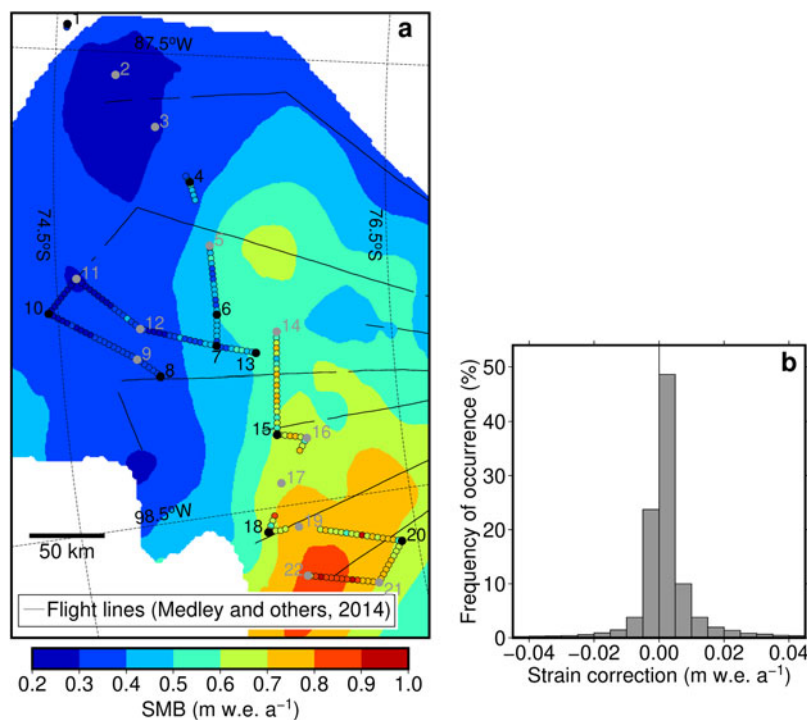 a
1
87.5°W
2
3
4
74.5°S
76.5°S
5
11
10
6
12
14
9
7
13
8
15
16
17
98.5°W
18
19
20
50 km
22
21
Flight lines (Medley and others, 2014)
0.2 0.3 0.4 0.5 0.6 0.7 0.8 0.9 1.0
SMB (m w.e. a⁻¹)
b
Frequency of occurrence (%)
50
40
30
20
10
0
−0.04 −0.02 0.00 0.02 0.04
Strain correction (m w.e. a⁻¹)